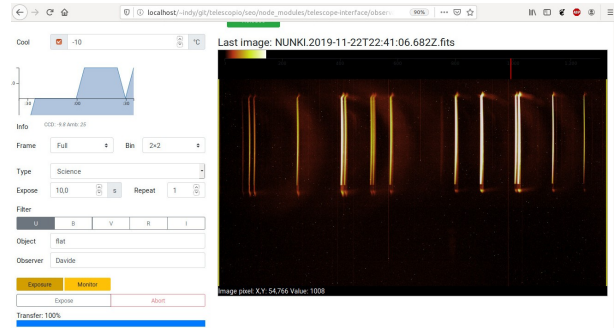 localhost/~indy/git/telescopio/seo/node_modules/telescope-interface/obser
90%
Cool
-10
°C
Last image: NUNKI.2019-11-22T22:41:06.682Z.fits
Info
CCD: -9.8 Amb: 25
Frame
Full
Bin
2×2
Type
Science
Expose
10,0
s
Repeat
1
Filter
U
B
V
R
I
Object
flat
Observer
Davide
Exposure
Monitor
Expose
Abort
Image pixel: X,Y: 54,766 Value: 1008
Transfer: 100%